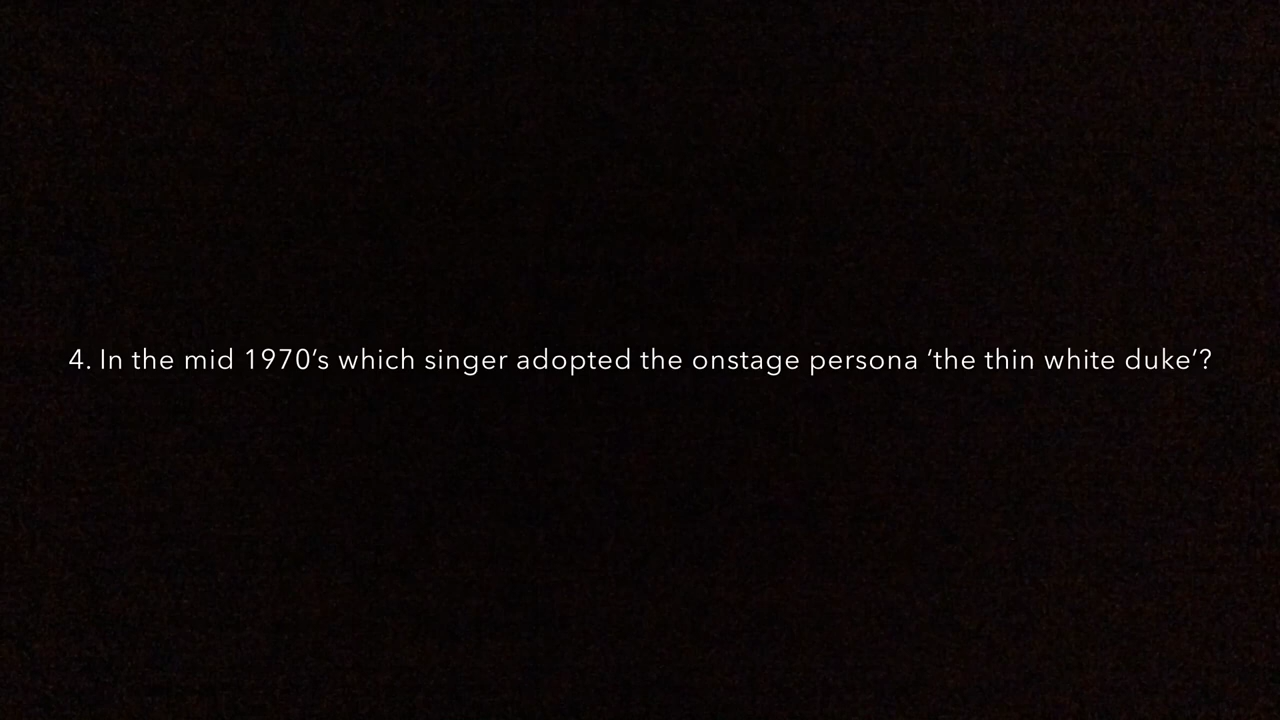 4. In the mid 1970’s which singer adopted the onstage persona ‘the thin white duke’?